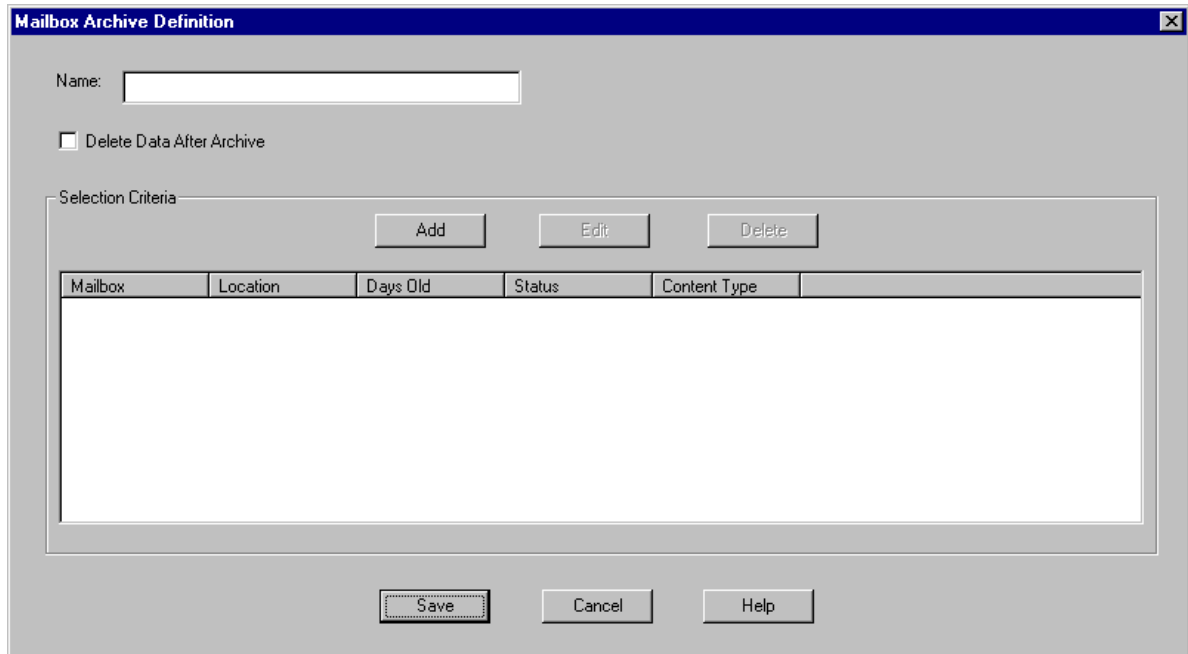 Mailbox Archive Definition
Name:
Delete Data After Archive
Selection Criteria
Add Edit Delete
Mailbox Location Days Old Status Content Type
Save Cancel Help